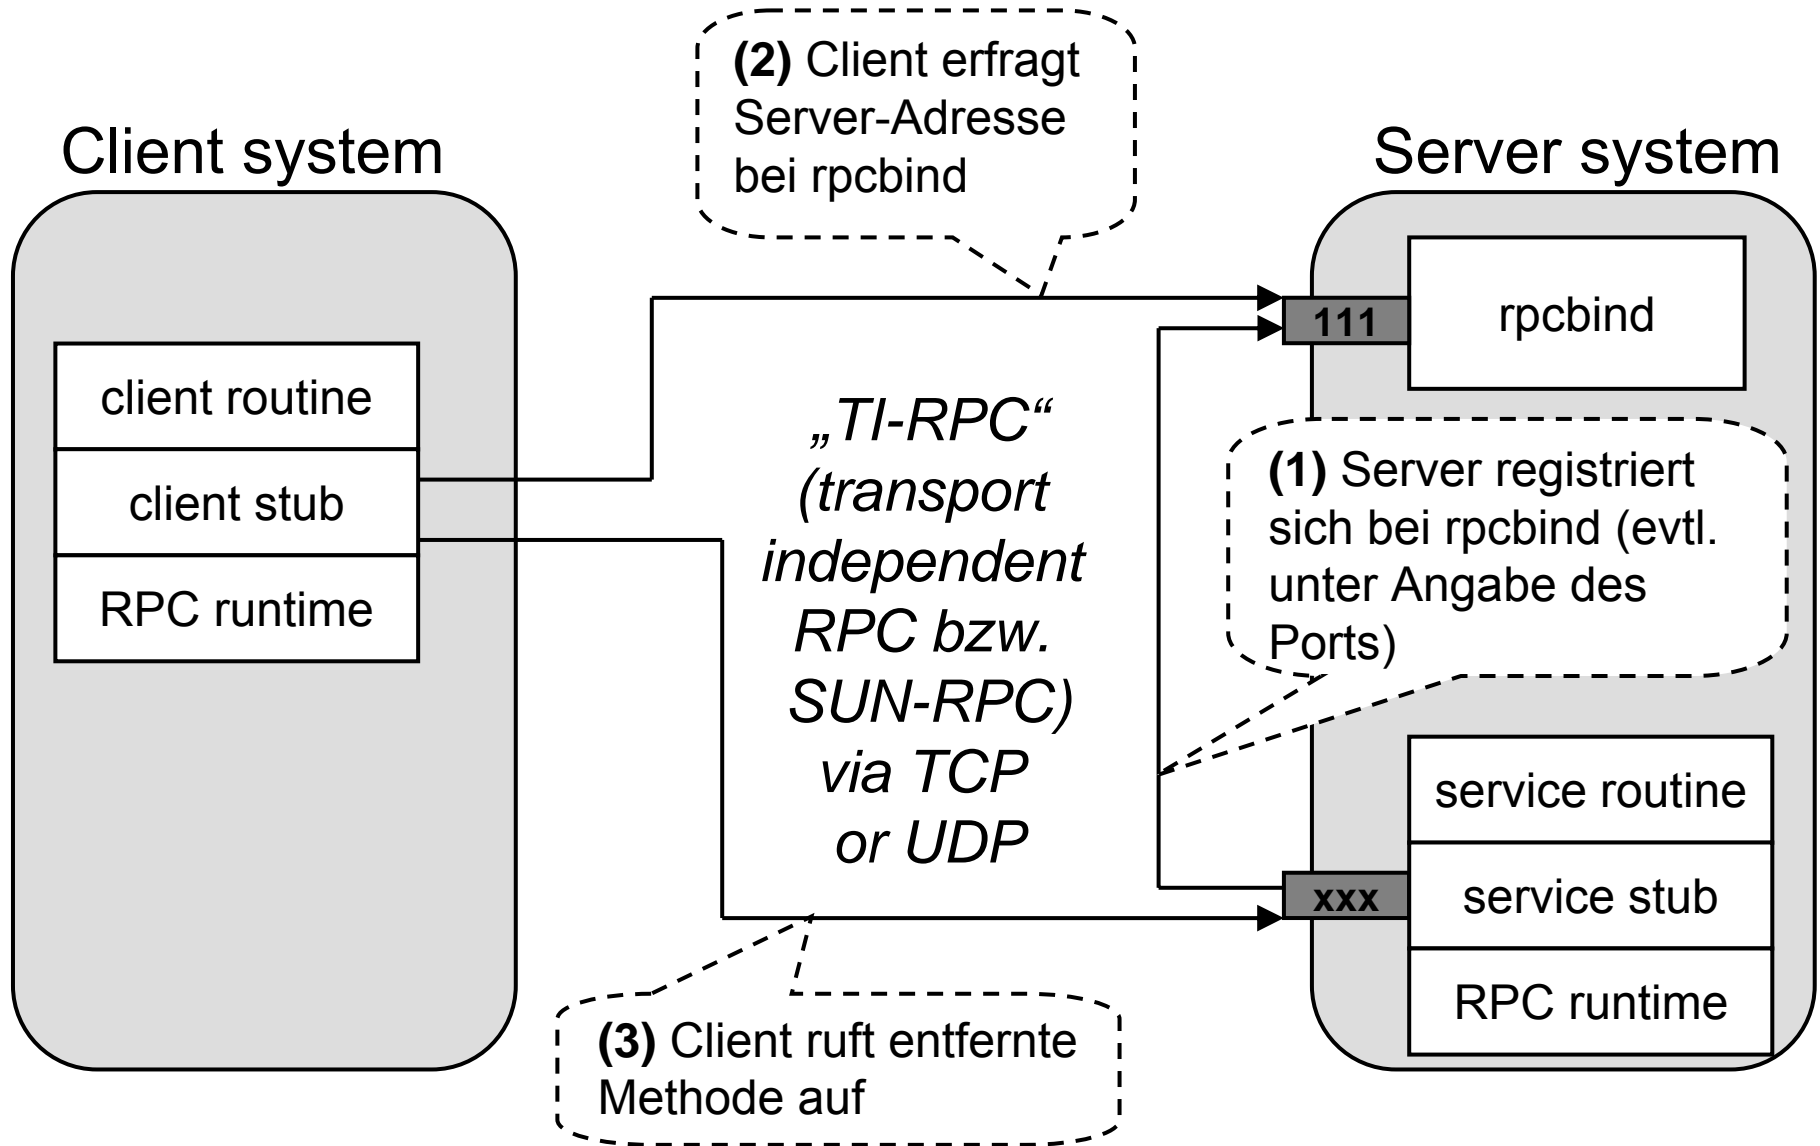 (2) Client erfragt
Server-Adresse
bei rpcbind
Client system
Server system
111
rpcbind
client routine
client stub
RPC runtime
„TI-RPC“
(transport
independent
RPC bzw.
SUN-RPC)
via TCP
or UDP
(1) Server registriert
sich bei rpcbind (evtl.
unter Angabe des
Ports)
service routine
xxx
service stub
RPC runtime
(3) Client ruft entfernte
Methode auf